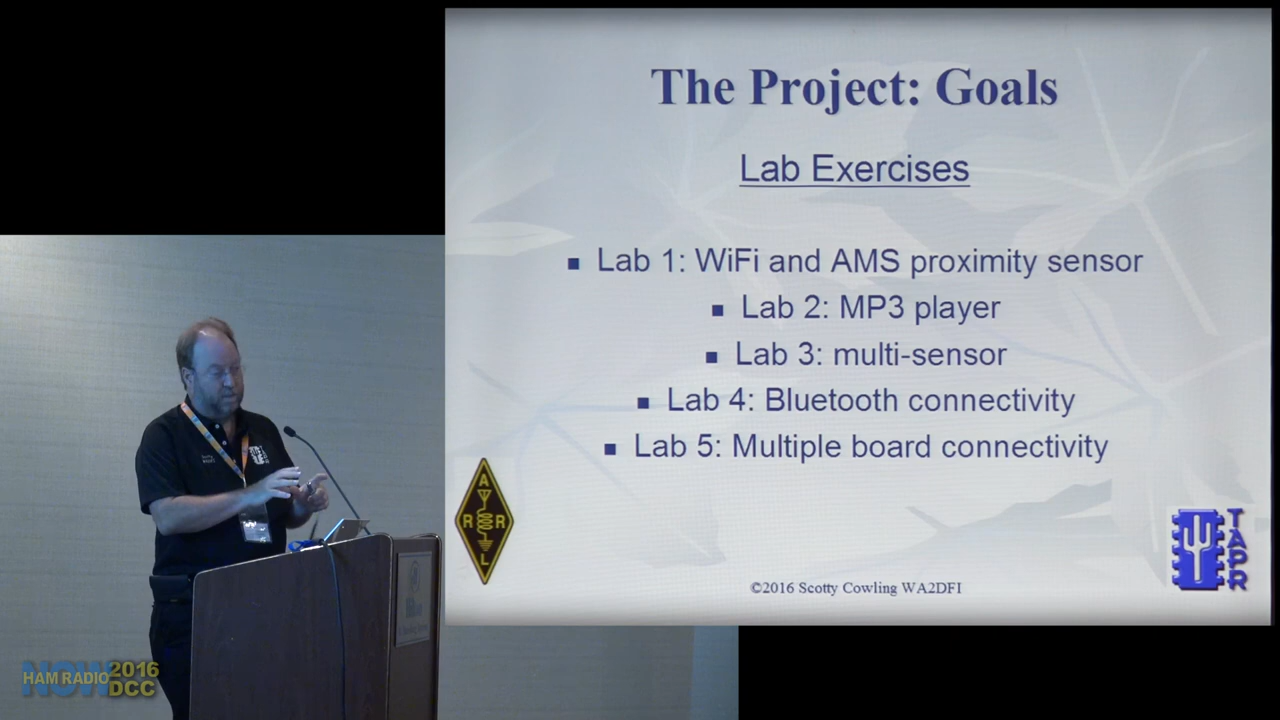 The Project: Goals
Lab Exercises
▪ Lab 1: WiFi and AMS proximity sensor
▪ Lab 2: MP3 player
▪ Lab 3: multi-sensor
▪ Lab 4: Bluetooth connectivity
▪ Lab 5: Multiple board connectivity
ARRL
TAPR
©2016 Scotty Cowling WA2DFI
HAM RADIO NOW 2016 DCC